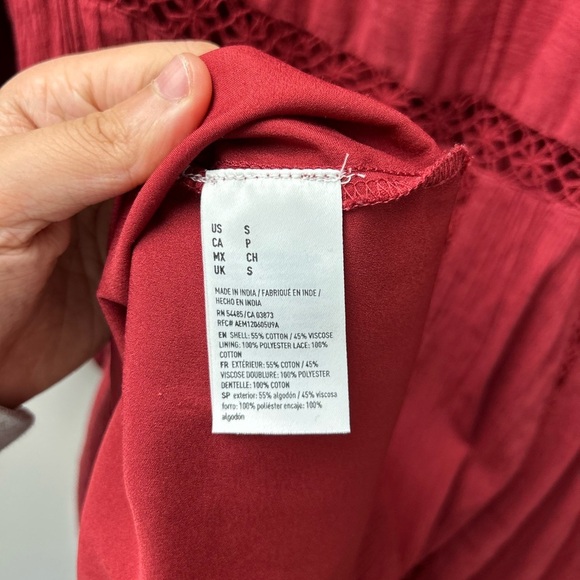 US S
CA P
MX CH
UK S
MADE IN INDIA / FABRIQUÉ EN INDE /
HECHO EN INDIA
RN 54485/CA 03873
RFC# AEM120605U9A
EN SHELL: 55% COTTON / 45% VISCOSE
LINING: 100% POLYESTER LACE: 100%
COTTON
FR EXTÉRIEUR: 55% COTON / 45%
VISCOSE DOUBLURE: 100% POLYESTER.
DENTELLE: 100% COTON
SP exterior: 55% algodón / 45% viscosa
forro: 100% poliéster encaje: 100%
algodón